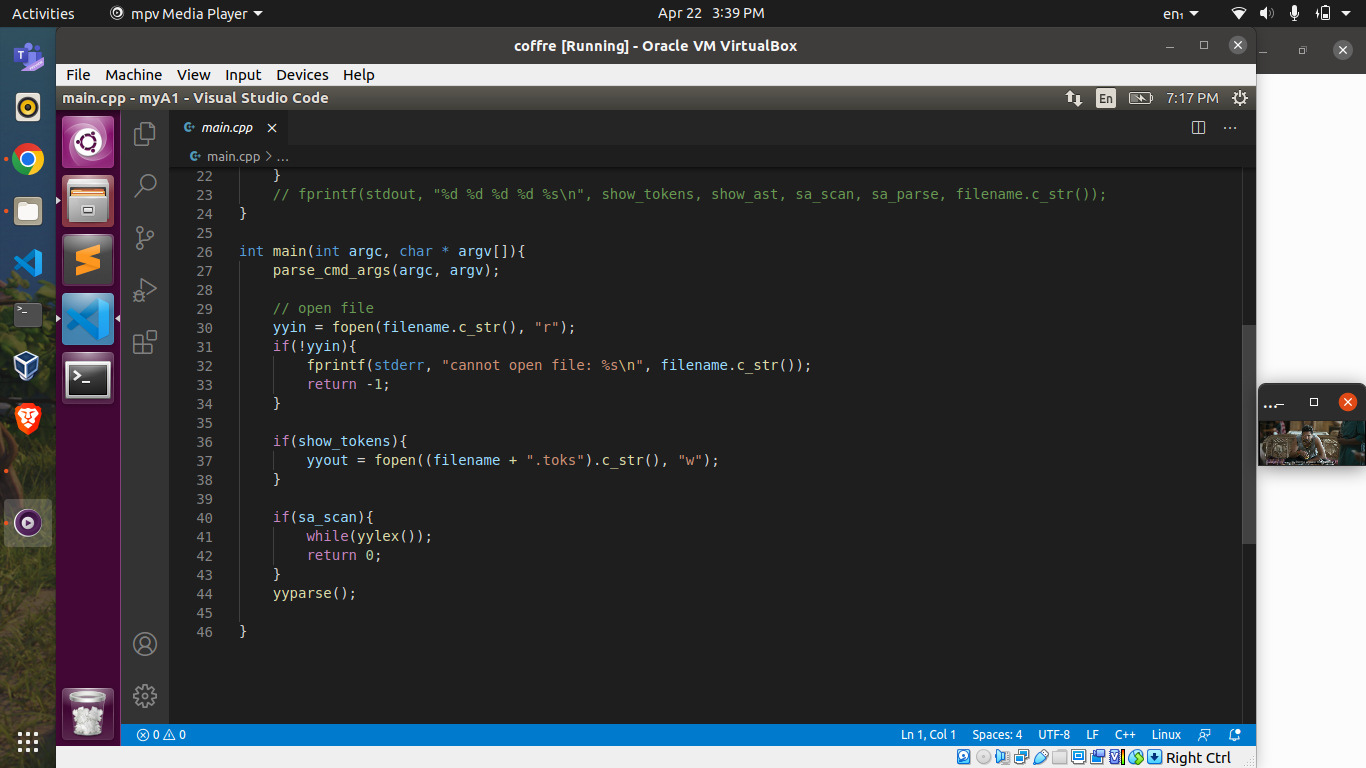 Activities mpv Media Player Apr 22 3:39 PM en₁
coffre [Running] - Oracle VM VirtualBox
File Machine View Input Devices Help
main.cpp - myA1 - Visual Studio Code En 7:17 PM
main.cpp
main.cpp > ...
22 }
23 // fprintf(stdout, "%d %d %d %d %s\n", show_tokens, show_ast, sa_scan, sa_parse, filename.c_str());
24 }
25
26 int main(int argc, char * argv[]){
27 parse_cmd_args(argc, argv);
28
29 // open file
30 yyin = fopen(filename.c_str(), "r");
31 if(!yyin){
32 fprintf(stderr, "cannot open file: %s\n", filename.c_str());
33 return -1;
34 }
35
36 if(show_tokens){
37 yyout = fopen((filename + ".toks").c_str(), "w");
38 }
39
40 if(sa_scan){
41 while(yylex());
42 return 0;
43 }
44 yyparse();
45
46 }
0 0 Ln 1, Col 1 Spaces: 4 UTF-8 LF C++ Linux
Right Ctrl